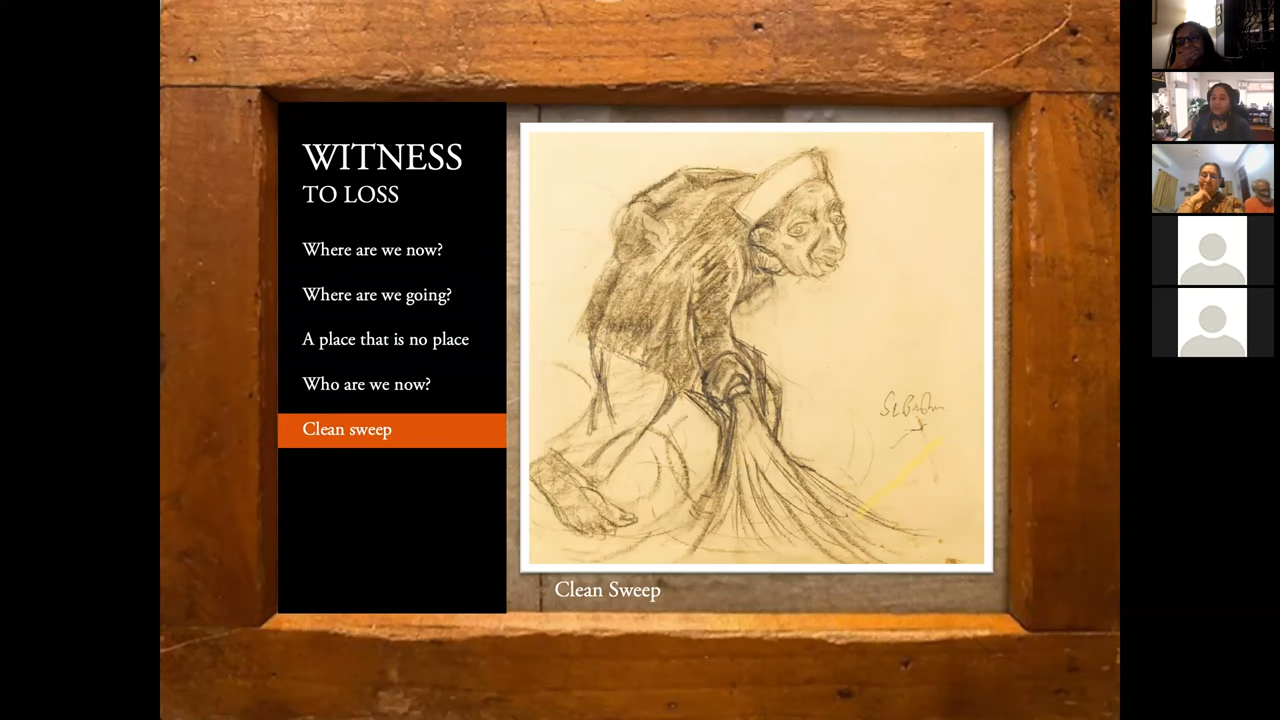 WITNESS
TO LOSS
Where are we now?
Where are we going?
A place that is no place
Who are we now?
Clean sweep
Clean Sweep